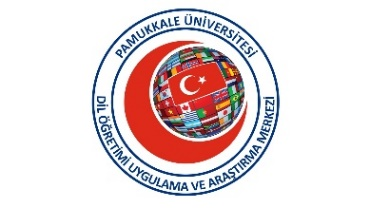 PAMUKKALE ÜNİVERSİTESİ
DİL ÖĞRETİMİ UYGULAMA VE ARAŞTIRMA MERKEZİ